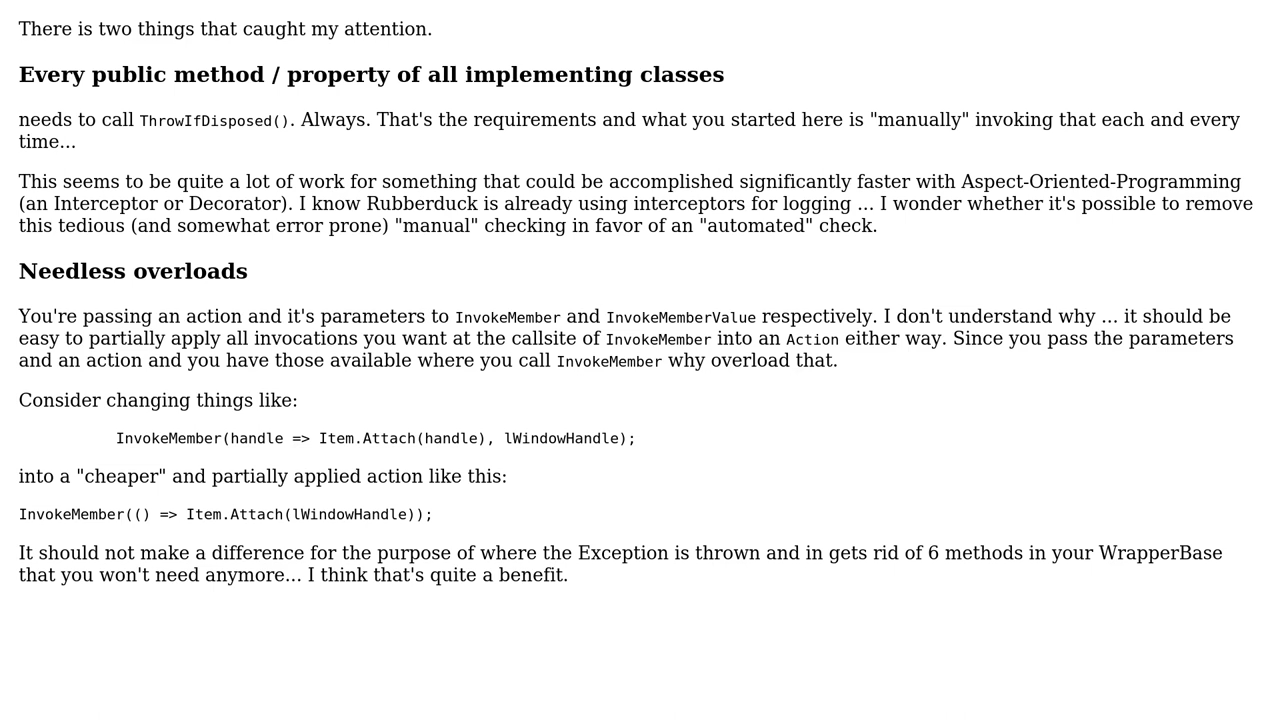 There is two things that caught my attention.
Every public method / property of all implementing classes
needs to call ThrowIfDisposed(). Always. That's the requirements and what you started here is "manually" invoking that each and every
time...
This seems to be quite a lot of work for something that could be accomplished significantly faster with Aspect-Oriented-Programming
(an Interceptor or Decorator). I know Rubberduck is already using interceptors for logging ... I wonder whether it's possible to remove
this tedious (and somewhat error prone) "manual" checking in favor of an "automated" check.
Needless overloads
You're passing an action and it's parameters to InvokeMember and InvokeMemberValue respectively. I don't understand why ... it should be
easy to partially apply all invocations you want at the callsite of InvokeMember into an Action either way. Since you pass the parameters
and an action and you have those available where you call InvokeMember why overload that.
Consider changing things like:
InvokeMember(handle => Item.Attach(handle), lWindowHandle);
into a "cheaper" and partially applied action like this:
InvokeMember(() => Item.Attach(lWindowHandle));
It should not make a difference for the purpose of where the Exception is thrown and in gets rid of 6 methods in your WrapperBase
that you won't need anymore... I think that's quite a benefit.